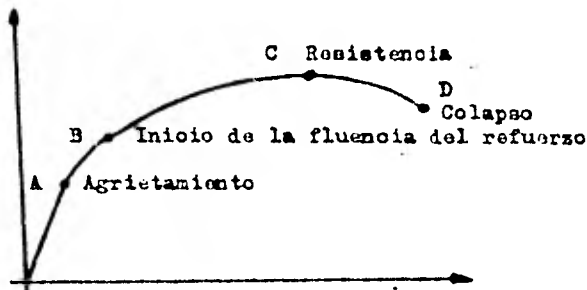 C Resistencia
D
Colapso
B Inicio de la fluencia del refuerzo
A Agrietamiento